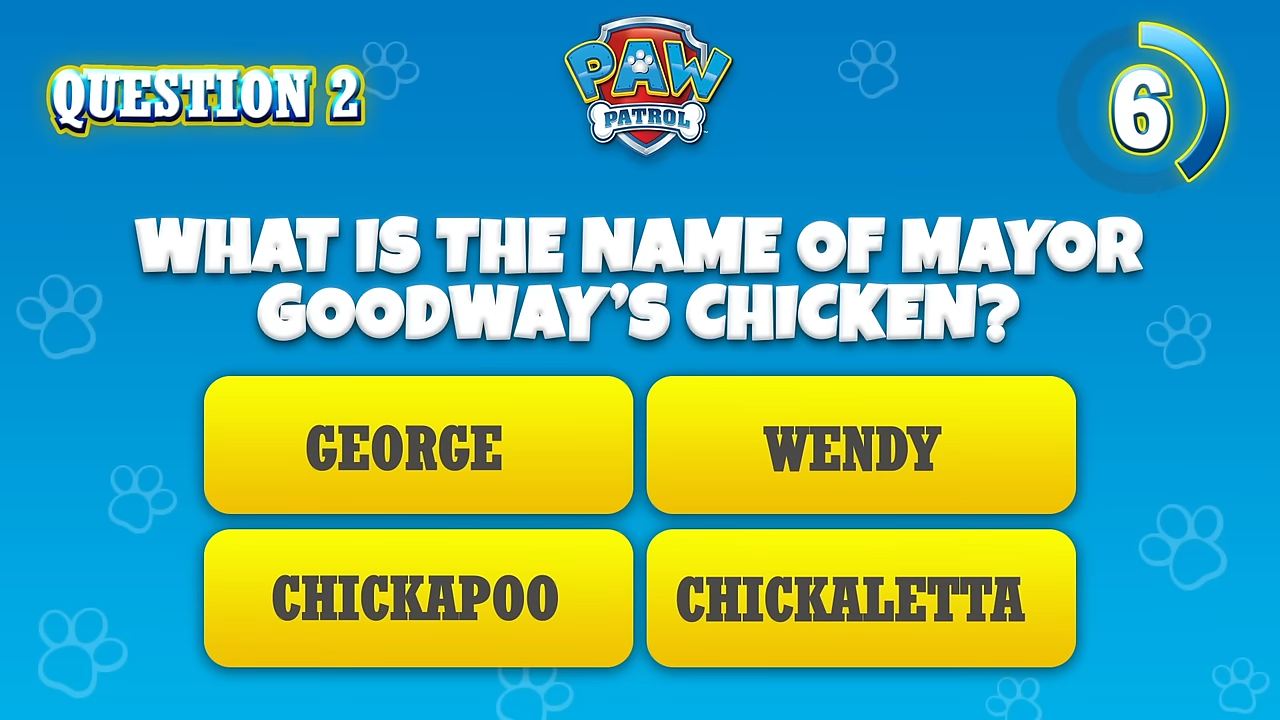 QUESTION 2
PAW
PATROL
6
WHAT IS THE NAME OF MAYOR
GOODWAY'S CHICKEN?
GEORGE
WENDY
CHICKAPOO
CHICKALETTA